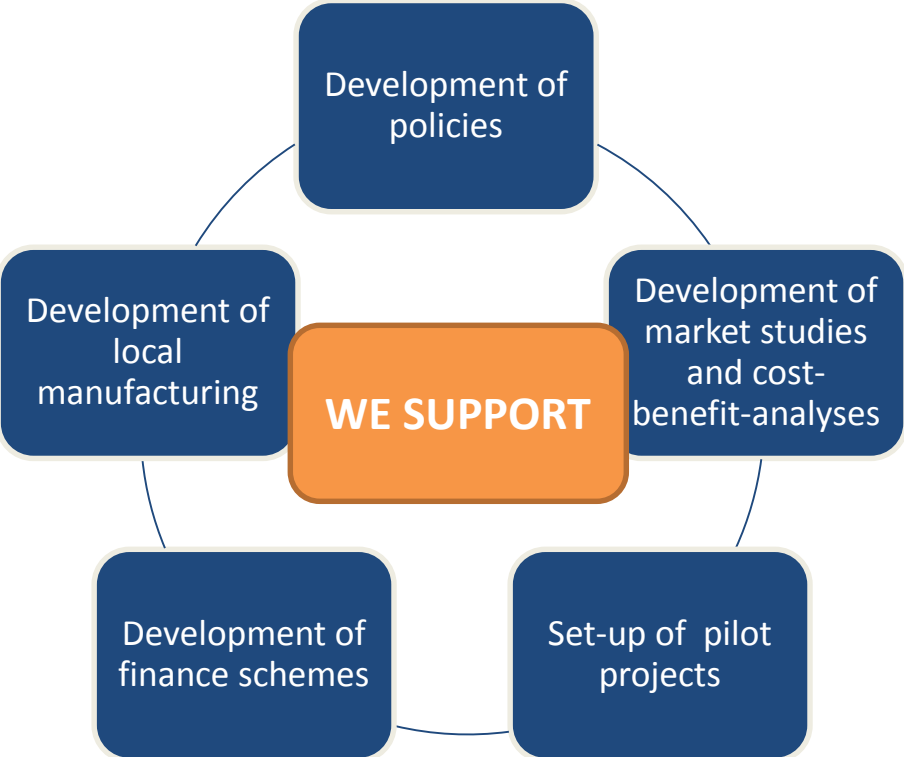 Development of
policies
Development of
local
manufacturing
WE SUPPORT
Development of
market studies
and cost-
benefit-analyses
Development of
finance schemes
Set-up of  pilot
projects